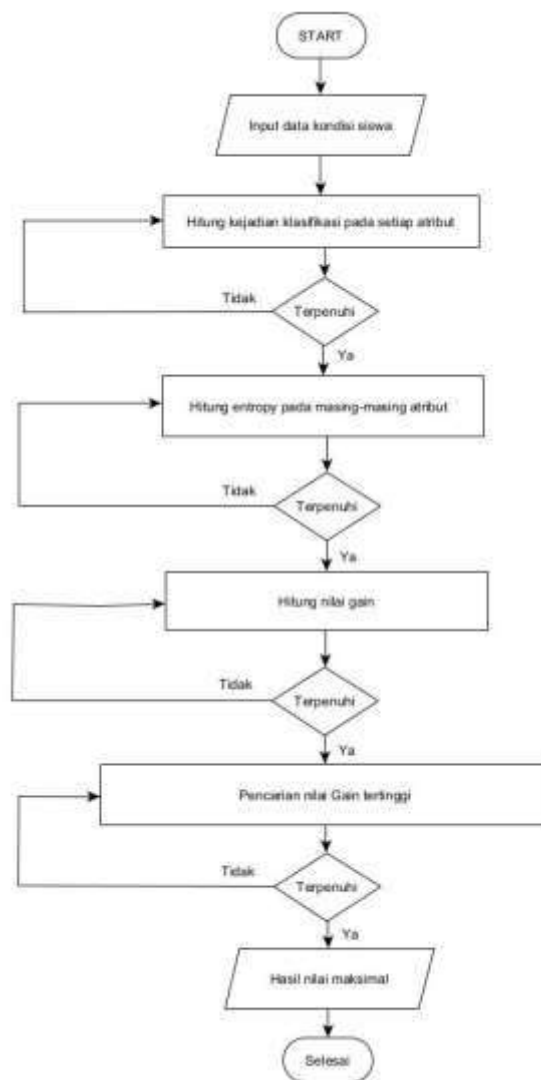 START
Input data kondisi siswa
Hitung kejadian klasifikasi pada setiap atribut
Tidak
Terpenuhi
Ya
Hitung entropy pada masing-masing atribut
Tidak
Terpenuhi
Ya
Hitung nilai gain
Tidak
Terpenuhi
Ya
Pencarian nilai Gain tertinggi
Tidak
Terpenuhi
Ya
Hasil nilai maksimal
Selesai